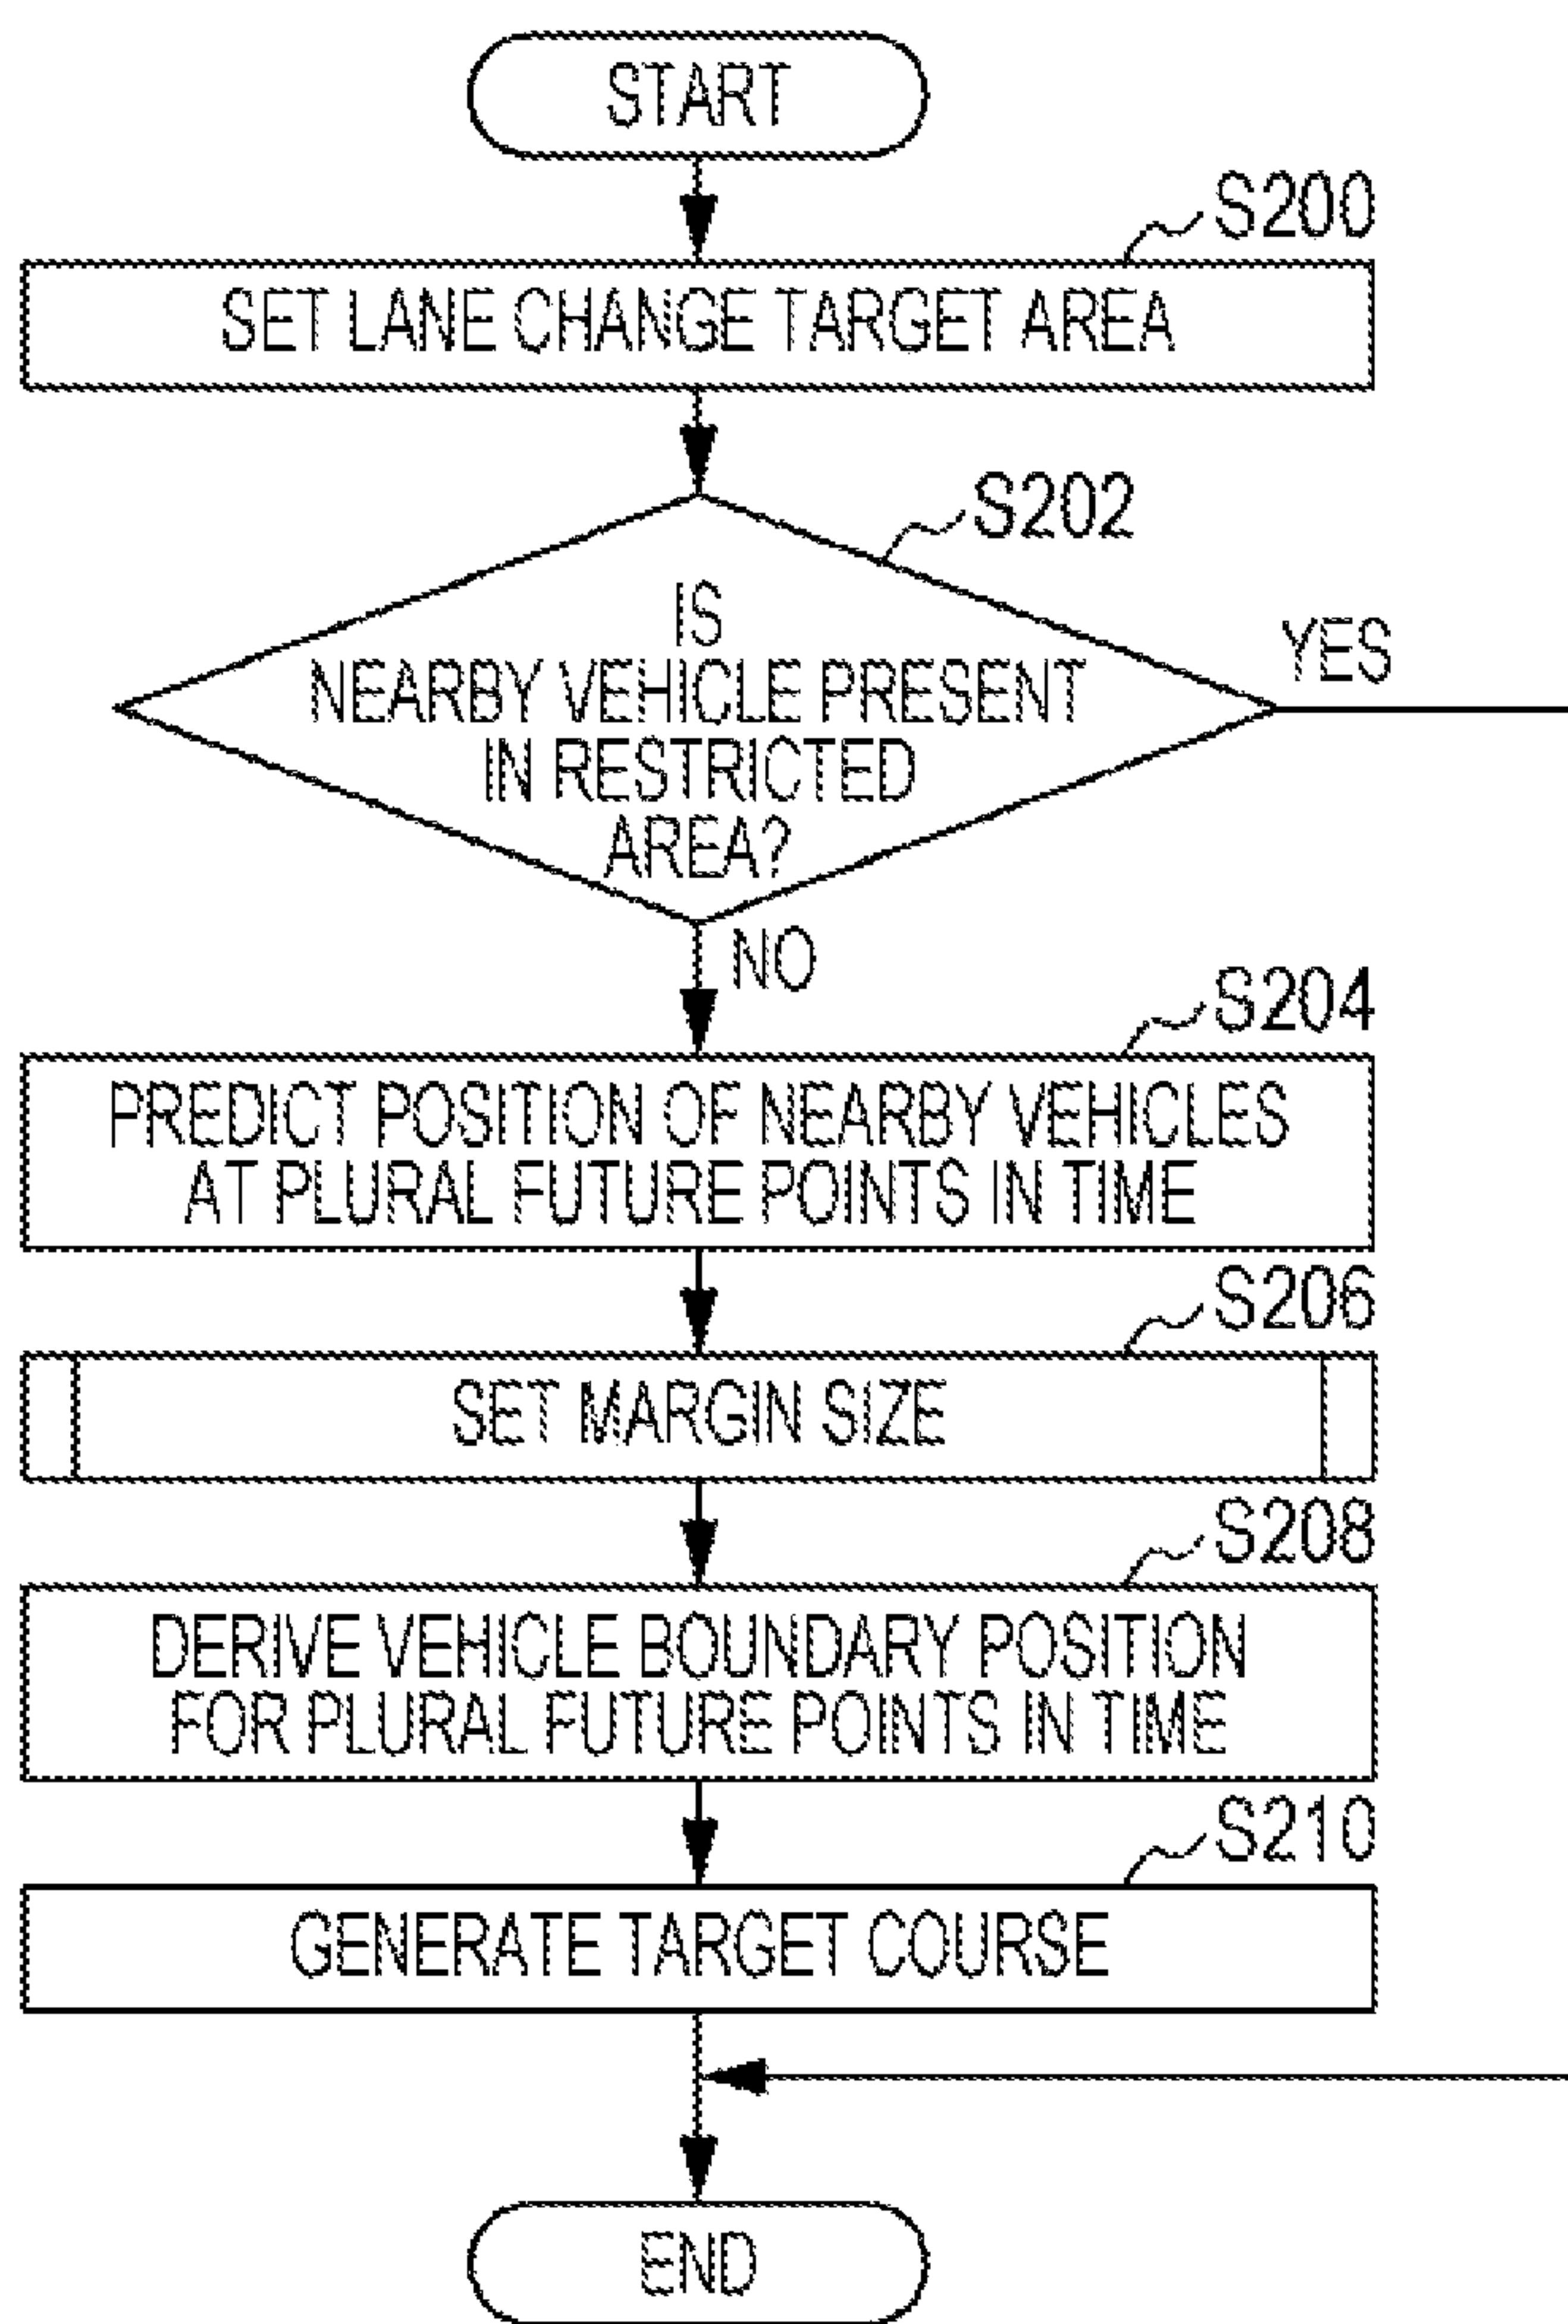 START
S200
SET LANE CHANGE TARGET AREA
S202
IS
NEARBY VEHICLE PRESENT
IN RESTRICTED
AREA?
YES
NO
S204
PREDICT POSITION OF NEARBY VEHICLES
AT PLURAL FUTURE POINTS IN TIME
S206
SET MARGIN SIZE
S208
DERIVE VEHICLE BOUNDARY POSITION
FOR PLURAL FUTURE POINTS IN TIME
S210
GENERATE TARGET COURSE
END